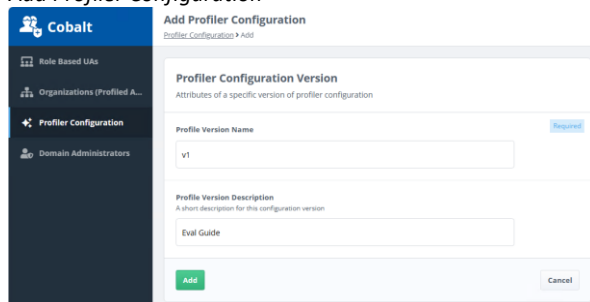 Add Profiler Configuration
Cobalt
Role Based UAs
Organizations (Profiled A...
Profiler Configuration
Domain Administrators
Add Profiler Configuration
Profiler Configuration > Add
Profiler Configuration Version
Attributes of a specific version of profiler configuration
Profile Version Name
Required
v1
Profile Version Description
A short description for this configuration version
Eval Guide
Add
Cancel